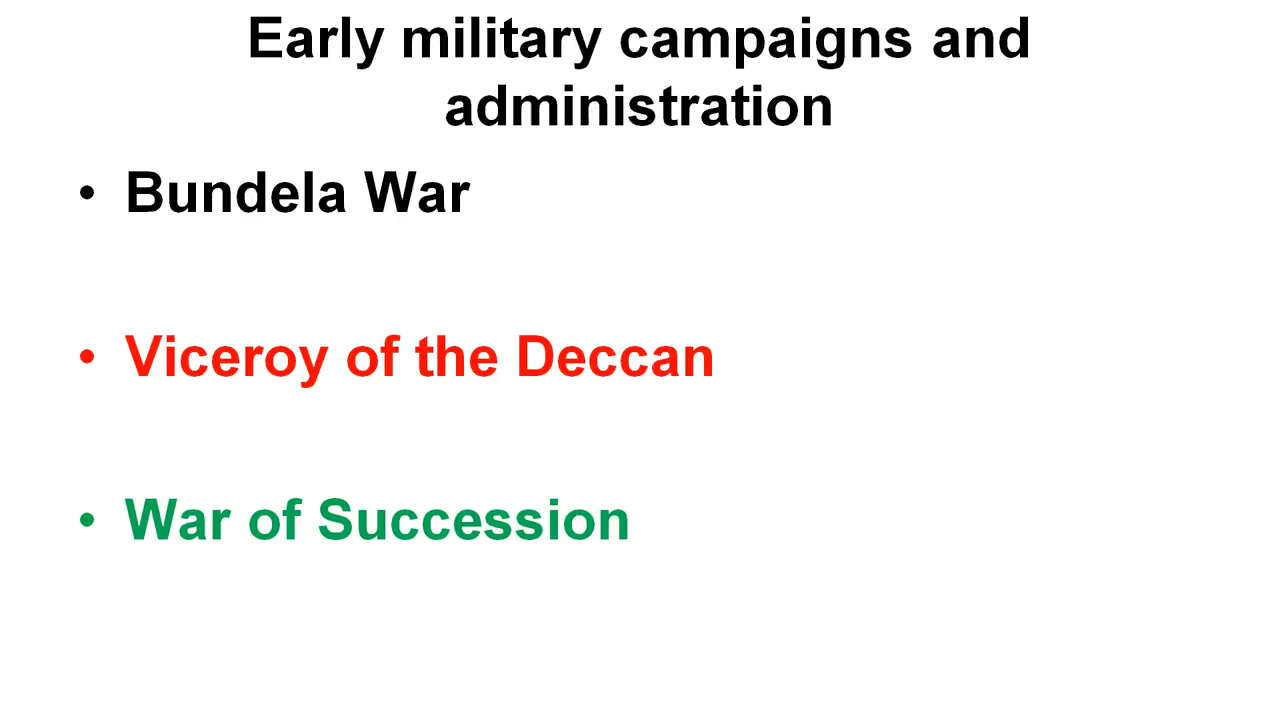 Early military campaigns and
administration
• Bundela War
• Viceroy of the Deccan
• War of Succession